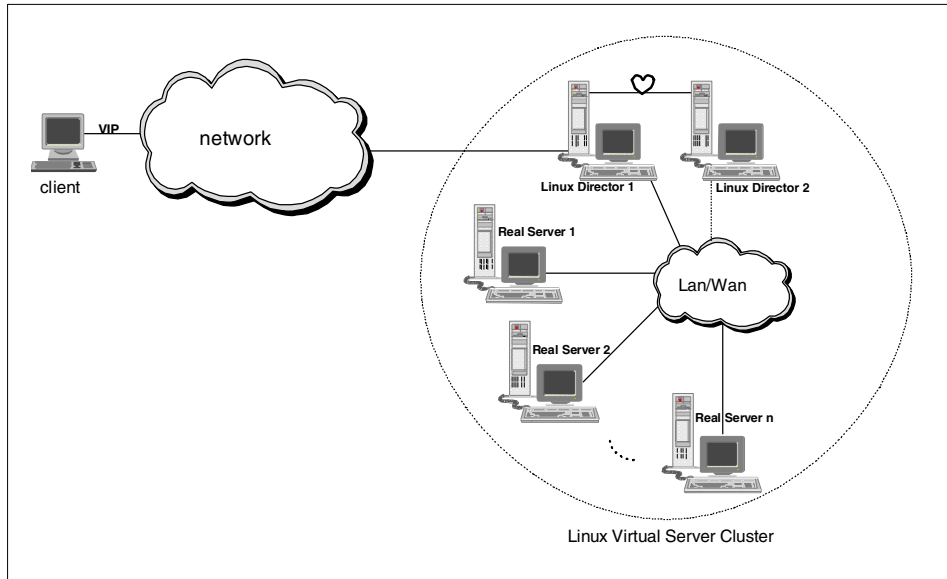 VIP
network
client
Linux Director 1
Linux Director 2
Real Server 1
Lan/Wan
Real Server 2
Real Server n
Linux Virtual Server Cluster